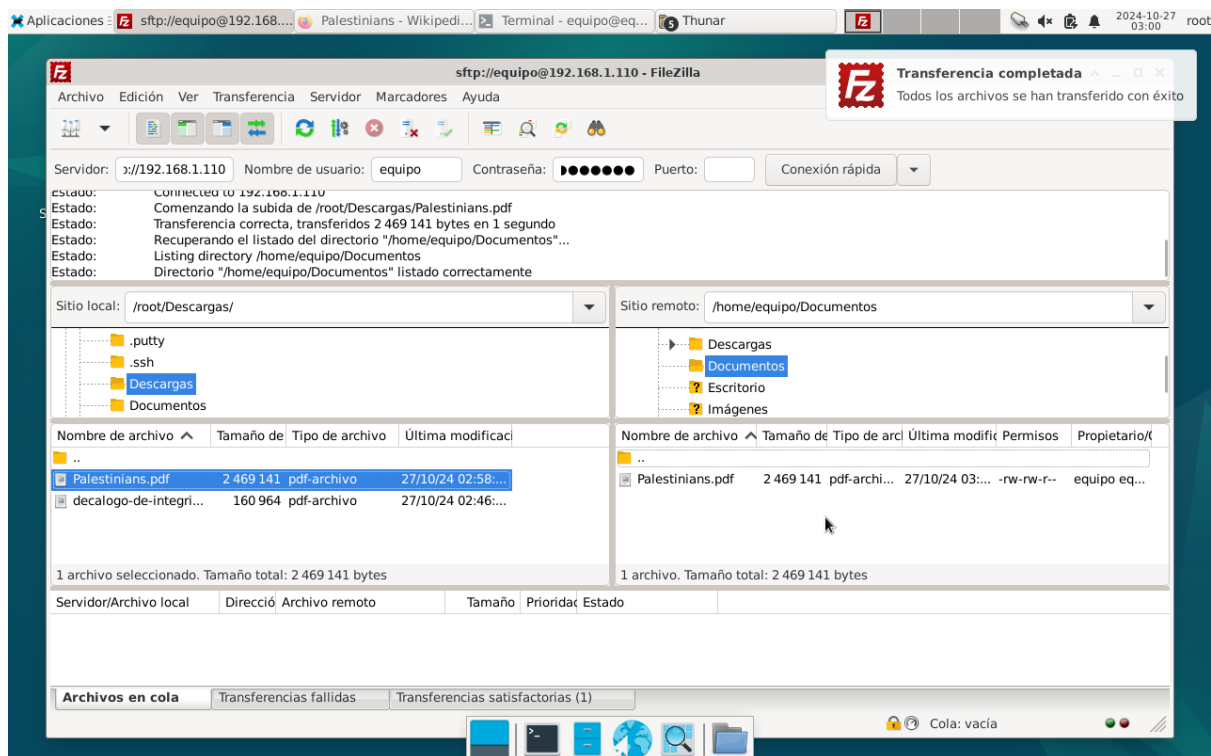 Aplicaciones
sftp://equipo@192.168....
Palestinians - Wikipedi...
Terminal - equipo@eq...
5 Thunar
2024-10-27
03:00
root
sftp://equipo@192.168.1.110 - FileZilla
Transferencia completada
Todos los archivos se han transferido con éxito
Archivo Edición Ver Transferencia Servidor Marcadores Ayuda
Servidor: ɔ://192.168.1.110 Nombre de usuario: equipo Contraseña: ●●●●●●● Puerto: Conexión rápida
Estado: Connected to 192.168.1.110
Estado: Comenzando la subida de /root/Descargas/Palestinians.pdf
Estado: Transferencia correcta, transferidos 2 469 141 bytes en 1 segundo
Estado: Recuperando el listado del directorio "/home/equipo/Documentos"...
Estado: Listing directory /home/equipo/Documentos
Estado: Directorio "/home/equipo/Documentos" listado correctamente
Sitio local: /root/Descargas/
.putty
.ssh
Descargas
Documentos
Sitio remoto: /home/equipo/Documentos
Descargas
Documentos
? Escritorio
? Imágenes
Nombre de archivo Tamaño de Tipo de archivo Última modificaci
..
Palestinians.pdf 2 469 141 pdf-archivo 27/10/24 02:58:...
decalogo-de-integri... 160 964 pdf-archivo 27/10/24 02:46:...
1 archivo seleccionado. Tamaño total: 2 469 141 bytes
Nombre de archivo Tamaño de Tipo de arcl Última modific Permisos Propietario/(
..
Palestinians.pdf 2 469 141 pdf-archi... 27/10/24 03:... -rw-rw-r-- equipo eq...
1 archivo. Tamaño total: 2 469 141 bytes
Servidor/Archivo local Direcció Archivo remoto Tamaño Prioridad Estado
Archivos en cola Transferencias fallidas Transferencias satisfactorias (1)
Cola: vacía